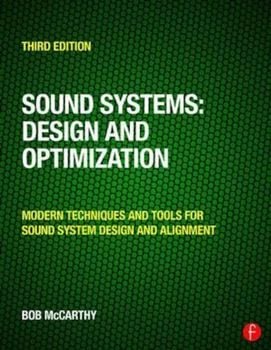 THIRD EDITION
SOUND SYSTEMS:
DESIGN AND
OPTIMIZATION
MODERN TECHNIQUES AND TOOLS FOR
SOUND SYSTEM DESIGN AND ALIGNMENT
BOB McCARTHY
f